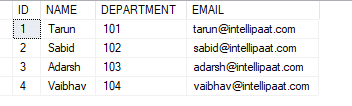 ID NAME DEPARTMENT EMAIL
1 Tarun 101 tarun@intellipaat.com
2 Sabid 102 sabid@intellipaat.com
3 Adarsh 103 adarsh@intellipaat.com
4 Vaibhav 104 vaibhav@intellipaat.com